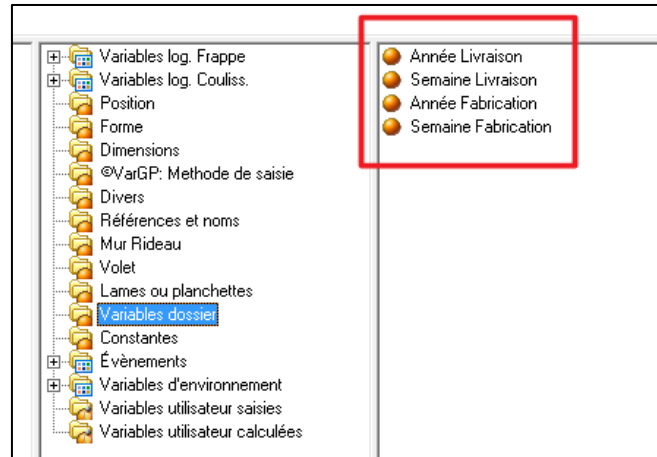 Variables log. Frappe
Variables log. Couliss.
Position
Forme
Dimensions
©VarGP: Methode de saisie
Divers
Références et noms
Mur Rideau
Volet
Lames ou planchettes
Variables dossier
Constantes
Évènements
Variables d'environnement
Variables utilisateur saisies
Variables utilisateur calculées
Année Livraison
Semaine Livraison
Année Fabrication
Semaine Fabrication